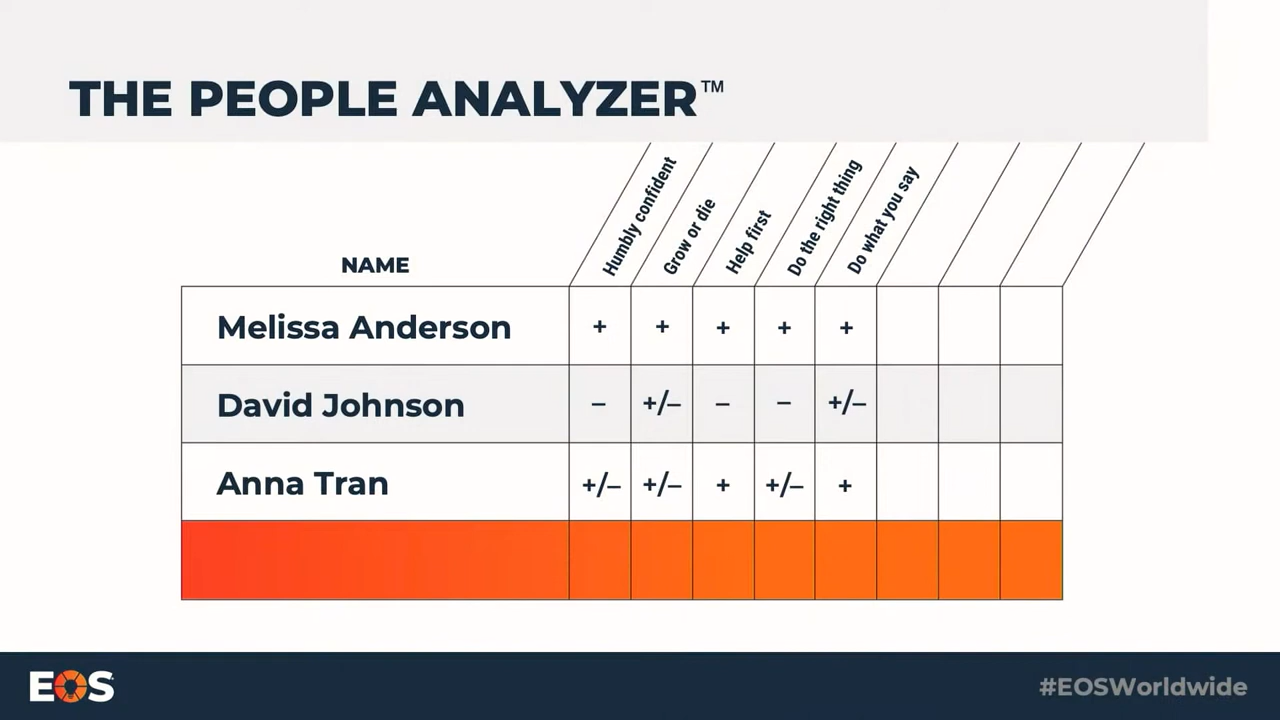 THE PEOPLE ANALYZER™
NAME
Humbly confident
Grow or die
Help first
Do the right thing
Do what you say
Melissa Anderson + + + + +
David Johnson – +/– – – +/–
Anna Tran +/– +/– + +/– +
EOS
#EOSWorldwide